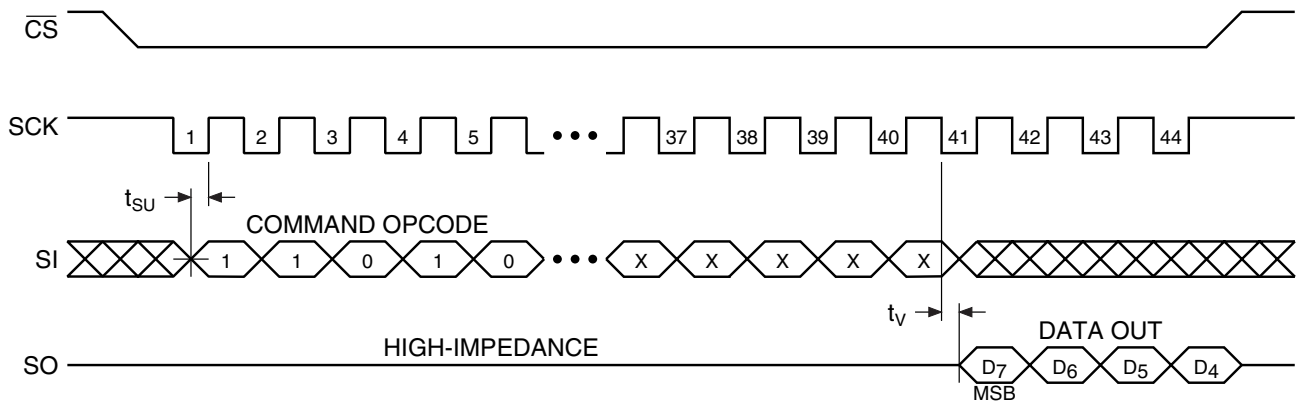 C̅S̅
SCK 1 2 3 4 5 ••• 37 38 39 40 41 42 43 44
tSU
COMMAND OPCODE
SI 1 1 0 1 0 ••• X X X X X
tV
DATA OUT
HIGH-IMPEDANCE
SO D7 D6 D5 D4
MSB